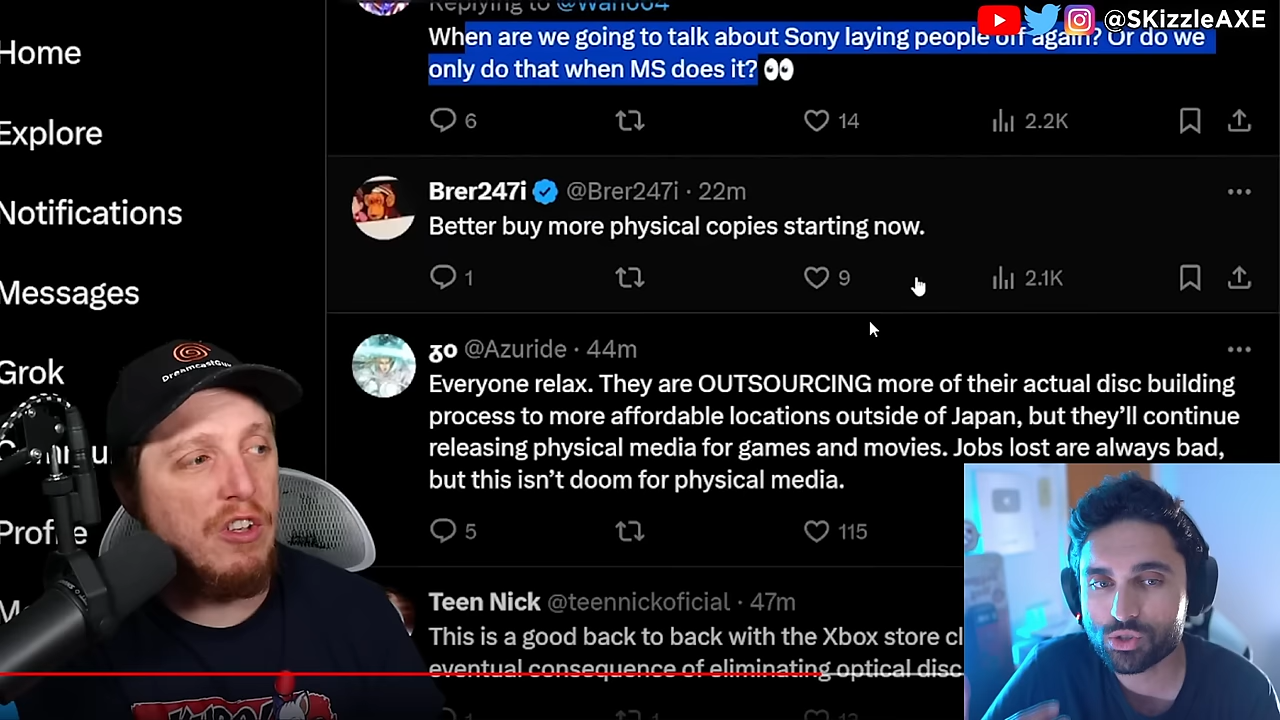 @SKizzleAXE
Replying to @Wario64
When are we going to talk about Sony laying people off again? Or do we
only do that when MS does it? 👀
6
14
2.2K
Home
Explore
Notifications
Messages
Grok
Commu
Profile
Brer247i @Brer247i · 22m
Better buy more physical copies starting now.
1
9
2.1K
ʒo @Azuride · 44m
Everyone relax. They are OUTSOURCING more of their actual disc building
process to more affordable locations outside of Japan, but they’ll continue
releasing physical media for games and movies. Jobs lost are always bad,
but this isn’t doom for physical media.
5
115
Teen Nick @teennickoficial · 47m
This is a good back to back with the Xbox store cl
eventual consequence of eliminating optical disc
DreamcastGuy